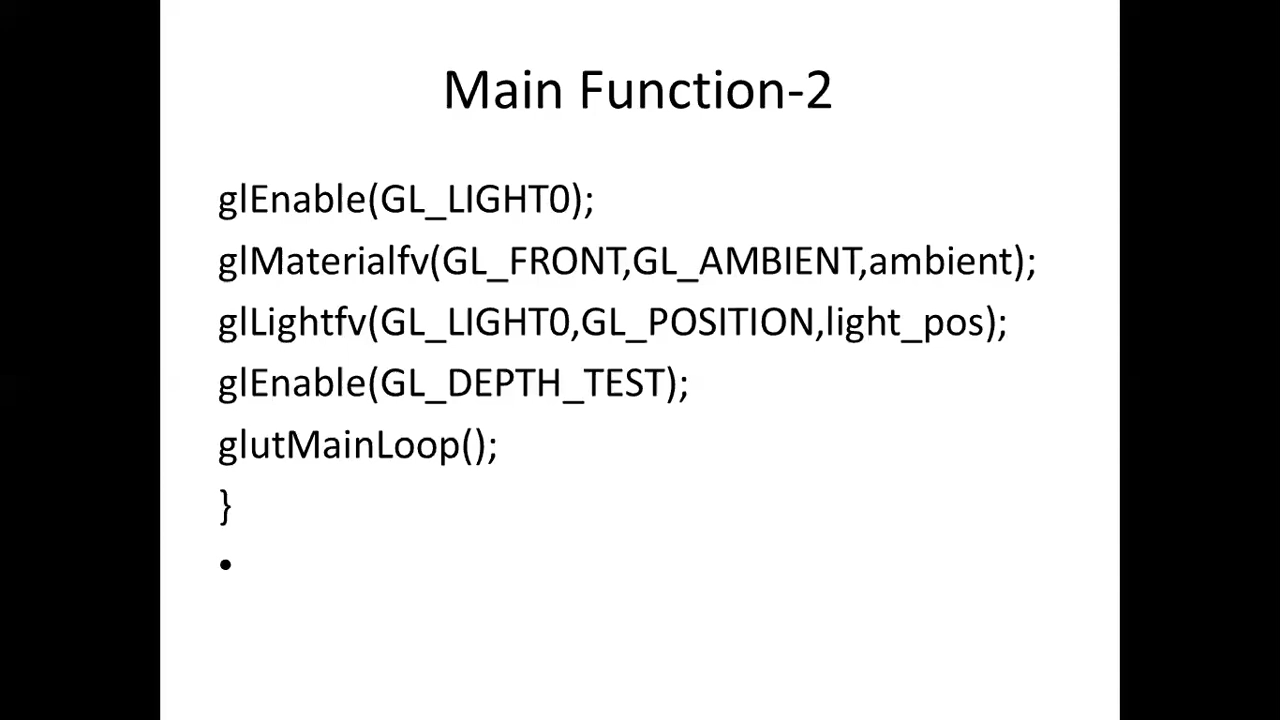 Main Function-2
glEnable(GL_LIGHT0);
glMaterialfv(GL_FRONT,GL_AMBIENT,ambient);
glLightfv(GL_LIGHT0,GL_POSITION,light_pos);
glEnable(GL_DEPTH_TEST);
glutMainLoop();
}
•